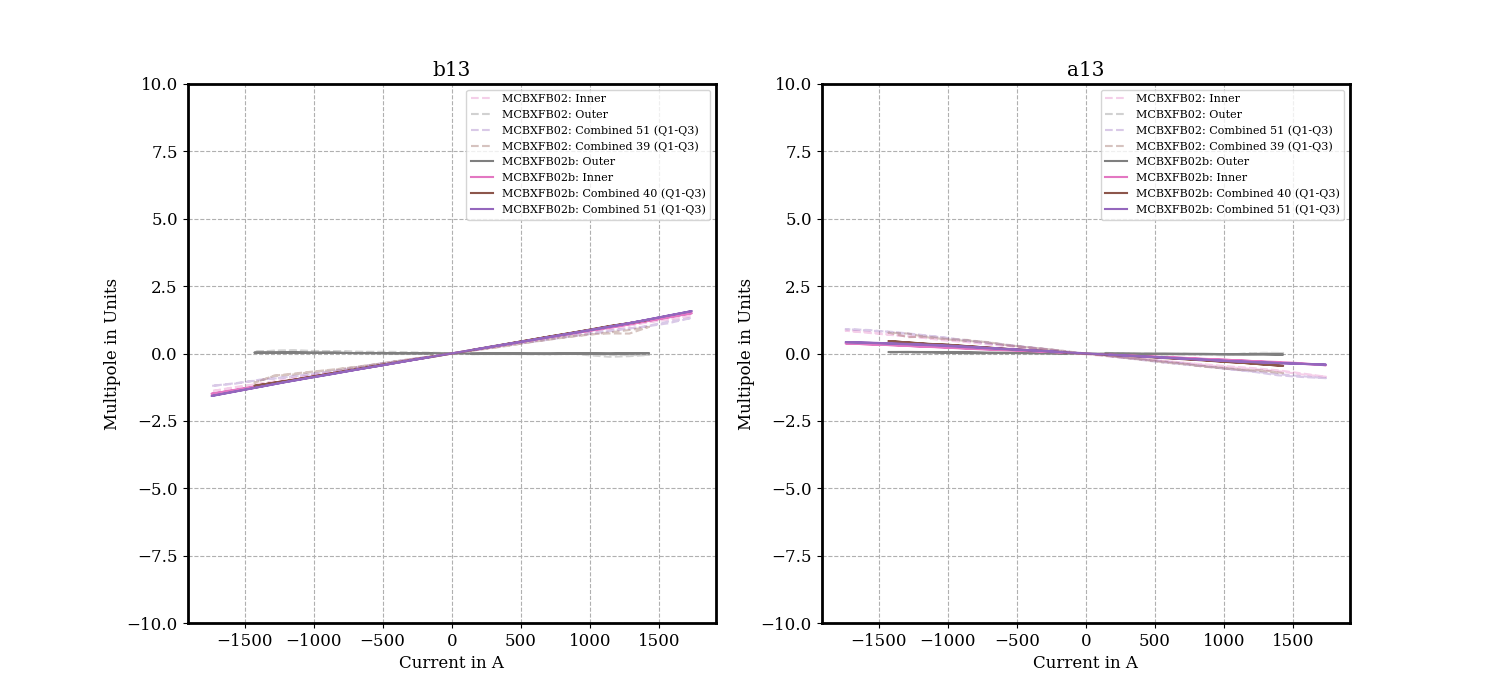 b13
10.0
7.5
5.0
2.5
0.0
−2.5
−5.0
−7.5
−10.0
Multipole in Units
MCBXFB02: Inner
MCBXFB02: Outer
MCBXFB02: Combined 51 (Q1-Q3)
MCBXFB02: Combined 39 (Q1-Q3)
MCBXFB02b: Outer
MCBXFB02b: Inner
MCBXFB02b: Combined 40 (Q1-Q3)
MCBXFB02b: Combined 51 (Q1-Q3)
−1500 −1000 −500 0 500 1000 1500
Current in A
a13
10.0
7.5
5.0
2.5
0.0
−2.5
−5.0
−7.5
−10.0
Multipole in Units
MCBXFB02: Inner
MCBXFB02: Outer
MCBXFB02: Combined 51 (Q1-Q3)
MCBXFB02: Combined 39 (Q1-Q3)
MCBXFB02b: Outer
MCBXFB02b: Inner
MCBXFB02b: Combined 40 (Q1-Q3)
MCBXFB02b: Combined 51 (Q1-Q3)
−1500 −1000 −500 0 500 1000 1500
Current in A